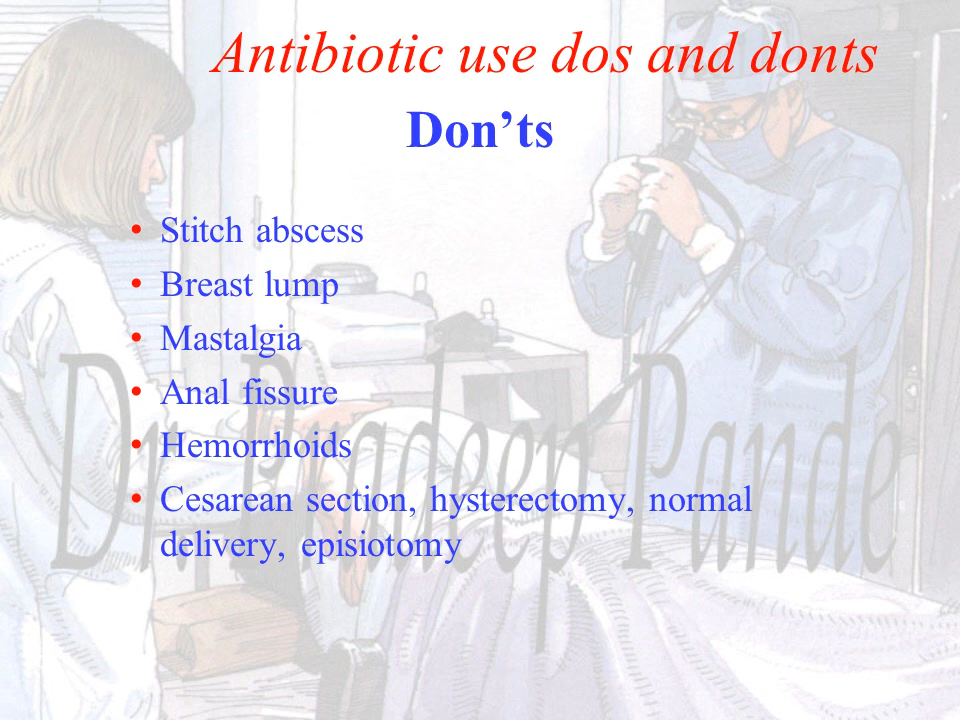 Antibiotic use dos and donts
Don’ts
• Stitch abscess
• Breast lump
• Mastalgia
• Anal fissure
• Hemorrhoids
• Cesarean section, hysterectomy, normal
delivery, episiotomy
Dr. Pradeep Pande